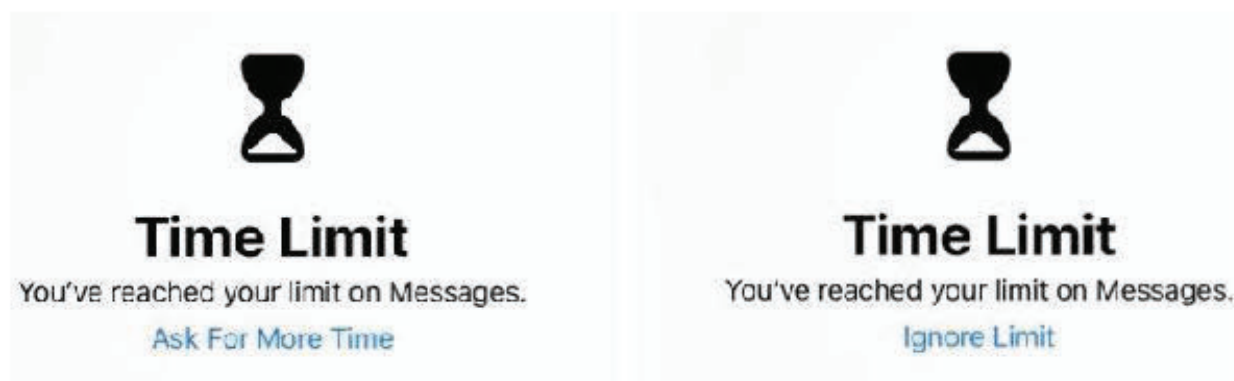 Time Limit
You've reached your limit on Messages.
Ask For More Time
Time Limit
You've reached your limit on Messages.
Ignore Limit